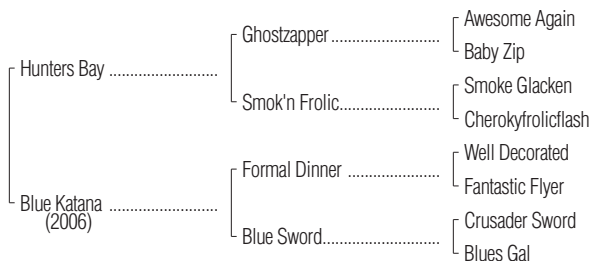 Awesome Again
Ghostzapper
Baby Zip
Hunters Bay
Smoke Glacken
Smok'n Frolic
Cherokyfrolicflash
Well Decorated
Formal Dinner
Fantastic Flyer
Blue Katana
(2006)
Crusader Sword
Blue Sword
Blues Gal